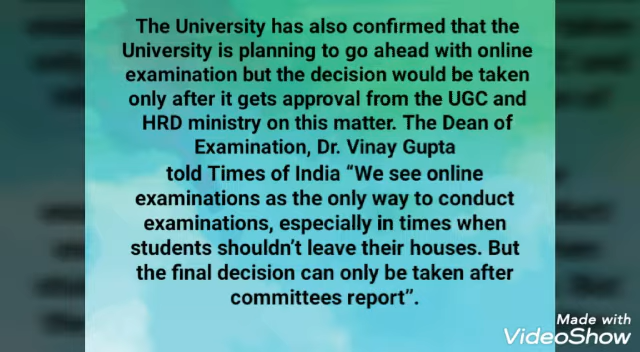 The University has also confirmed that the
University is planning to go ahead with online
examination but the decision would be taken
only after it gets approval from the UGC and
HRD ministry on this matter. The Dean of
Examination, Dr. Vinay Gupta
told Times of India “We see online
examinations as the only way to conduct
examinations, especially in times when
students shouldn’t leave their houses. But
the final decision can only be taken after
committees report”.
Made with
VideoShow